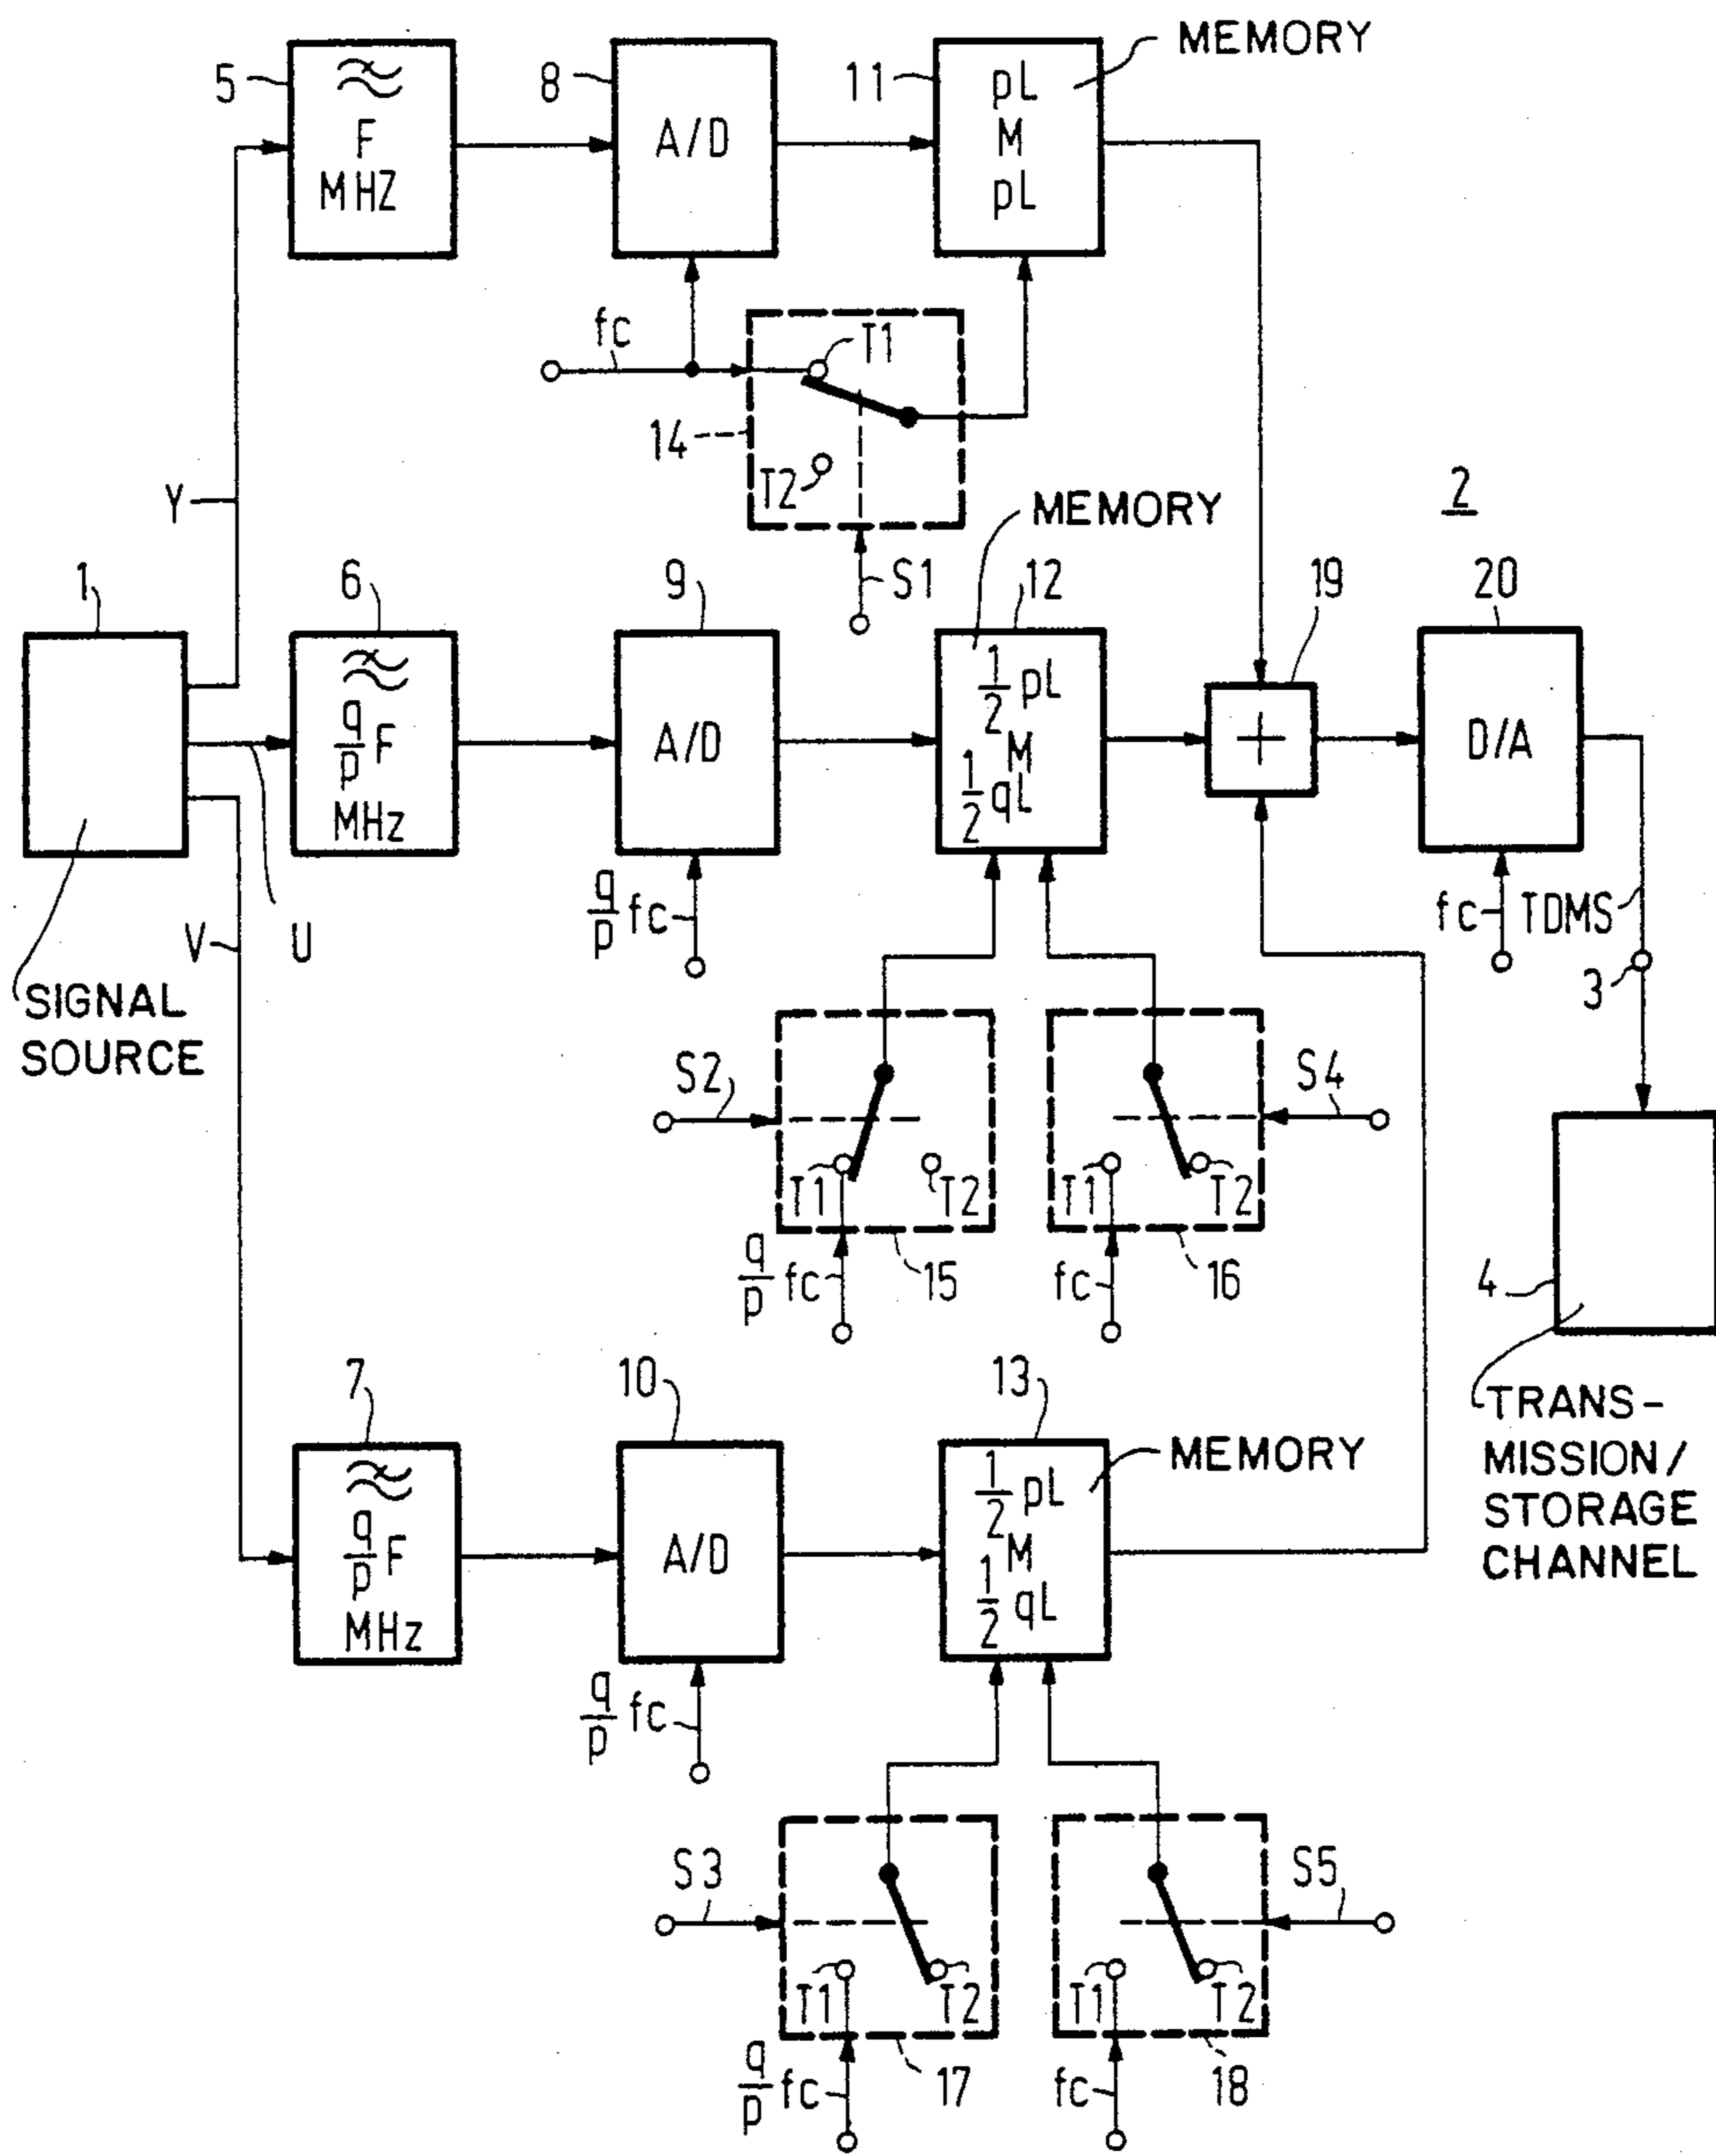 MEMORY
5
8
11
F
MHZ
A/D
pL
M
pL
fc
T1
14
T2
S1
Y
MEMORY
2
1
6
9
12
19
20
q/p F
MHz
A/D
1/2 pL
M
1/2 qL
+
D/A
V
U
q/p fc
fc
TDMS
3
SIGNAL
SOURCE
S2
S4
T1
T2
T1
T2
q/p fc
15
fc
16
4
TRANS-
MISSION/
STORAGE
CHANNEL
7
10
13
MEMORY
q/p F
MHz
A/D
1/2 pL
M
1/2 qL
q/p fc
S3
S5
T1
T2
T1
T2
q/p fc
17
fc
18